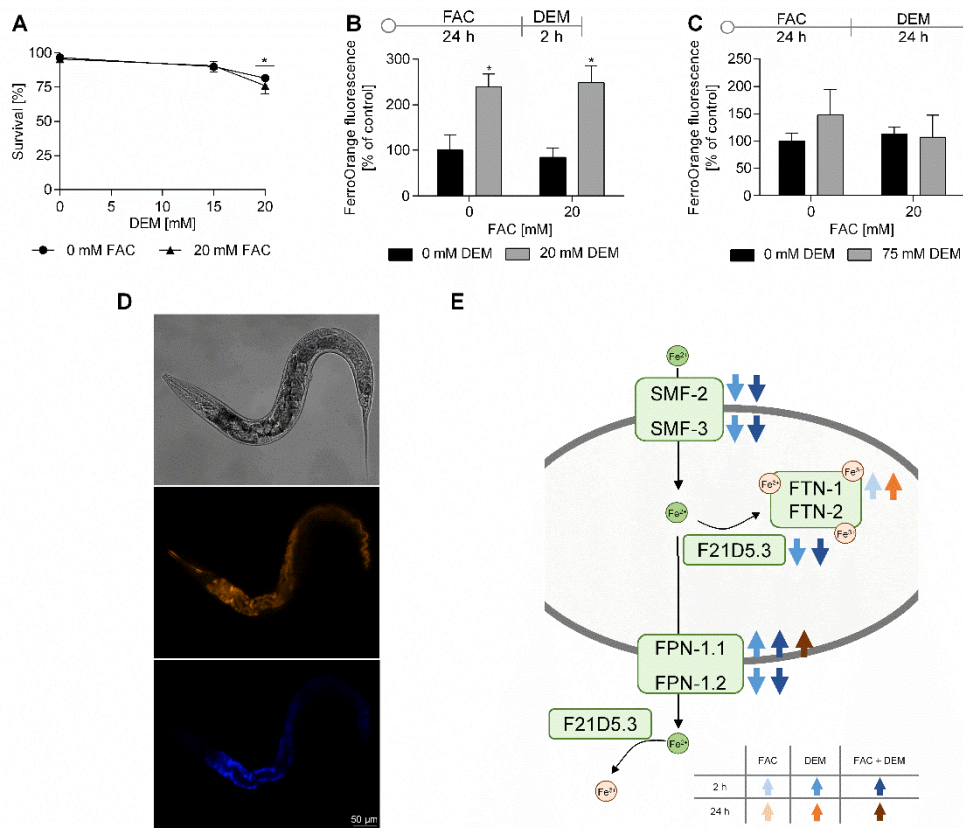 A
Survival [%]
100
75
50
25
0
0
5
10
15
20
DEM [mM]
*
0 mM FAC
20 mM FAC
B
FAC
DEM
24 h
2 h
FerroOrange fluorescence
[% of control]
300
200
100
0
*
*
0
20
FAC [mM]
0 mM DEM
20 mM DEM
C
FAC
DEM
24 h
24 h
FerroOrange fluorescence
[% of control]
250
200
150
100
50
0
0
20
FAC [mM]
0 mM DEM
75 mM DEM
D
50 µm
E
Fe²⁺
SMF-2
SMF-3
Fe²⁺
Fe³⁺
Fe³⁺
FTN-1
FTN-2
Fe³⁺
F21D5.3
FPN-1.1
FPN-1.2
F21D5.3
Fe²⁺
Fe³⁺
FAC
DEM
FAC + DEM
2 h
24 h